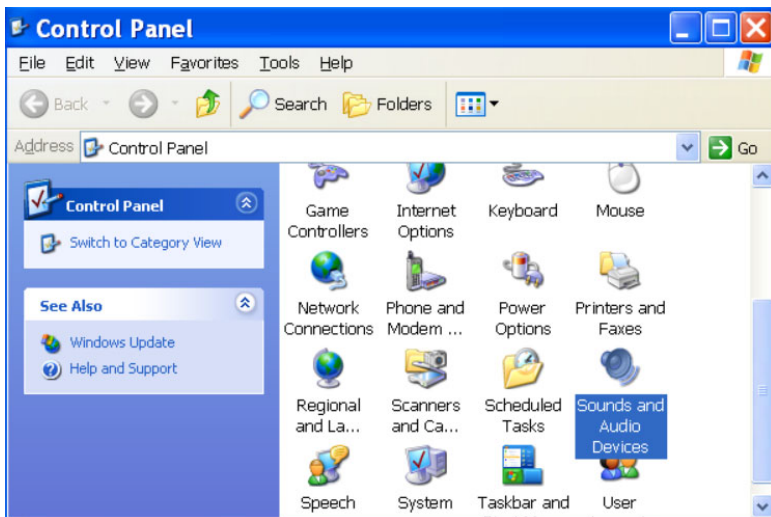 Control Panel
File Edit View Favorites Tools Help
Back Search Folders
Address Control Panel Go
Control Panel
Switch to Category View
See Also
Windows Update
Help and Support
Game Controllers
Internet Options
Keyboard
Mouse
Network Connections
Phone and Modem ...
Power Options
Printers and Faxes
Regional and La...
Scanners and Ca...
Scheduled Tasks
Sounds and Audio Devices
Speech
System
Taskbar and
User